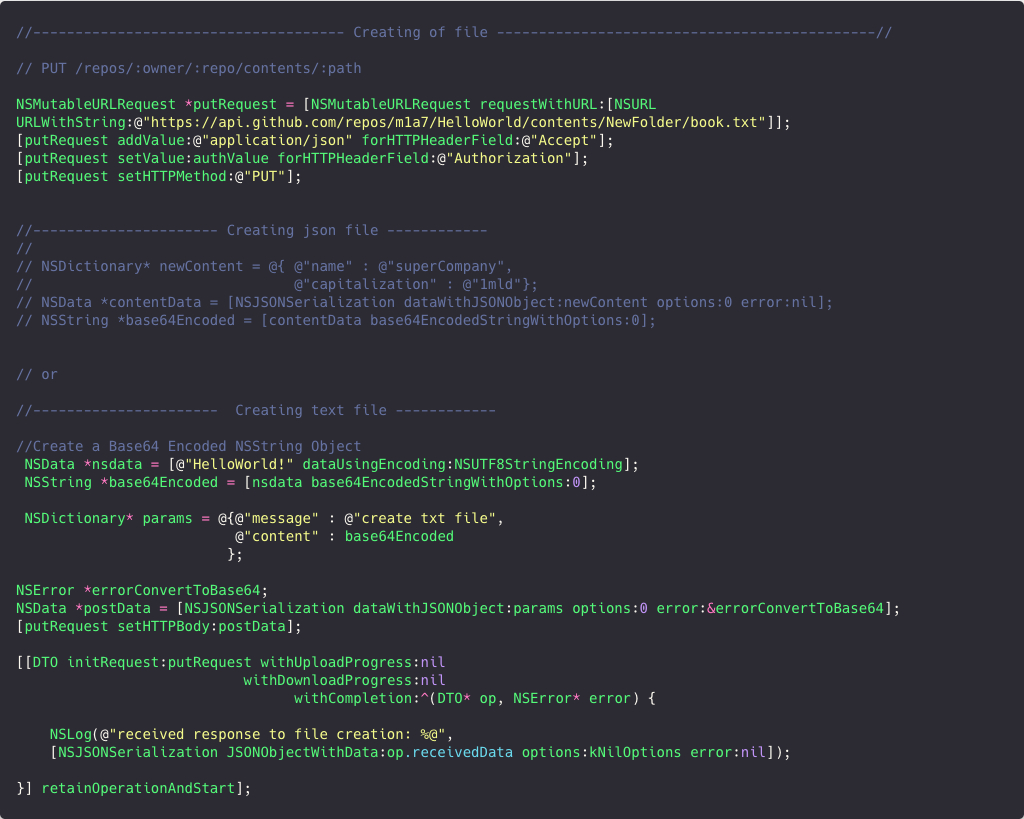 //------------------------------------- Creating of file ---------------------------------------------//
// PUT /repos/:owner/:repo/contents/:path
NSMutableURLRequest *putRequest = [NSMutableURLRequest requestWithURL:[NSURL
URLWithString:@"https://api.github.com/repos/m1a7/HelloWorld/contents/NewFolder/book.txt"]];
[putRequest addValue:@"application/json" forHTTPHeaderField:@"Accept"];
[putRequest setValue:authValue forHTTPHeaderField:@"Authorization"];
[putRequest setHTTPMethod:@"PUT"];
//---------------------- Creating json file ------------
//
// NSDictionary* newContent = @{ @"name" : @"superCompany",
//                               @"capitalization" : @"1mld"};
// NSData *contentData = [NSJSONSerialization dataWithJSONObject:newContent options:0 error:nil];
// NSString *base64Encoded = [contentData base64EncodedStringWithOptions:0];
// or
//----------------------  Creating text file ------------
//Create a Base64 Encoded NSString Object
 NSData *nsdata = [@"HelloWorld!" dataUsingEncoding:NSUTF8StringEncoding];
 NSString *base64Encoded = [nsdata base64EncodedStringWithOptions:0];
 NSDictionary* params = @{@"message" : @"create txt file",
                          @"content" : base64Encoded
                         };
NSError *errorConvertToBase64;
NSData *postData = [NSJSONSerialization dataWithJSONObject:params options:0 error:&errorConvertToBase64];
[putRequest setHTTPBody:postData];
[[DTO initRequest:putRequest withUploadProgress:nil
                           withDownloadProgress:nil
                                 withCompletion:^(DTO* op, NSError* error) {
    NSLog(@"received response to file creation: %@",
    [NSJSONSerialization JSONObjectWithData:op.receivedData options:kNilOptions error:nil]);
}] retainOperationAndStart];